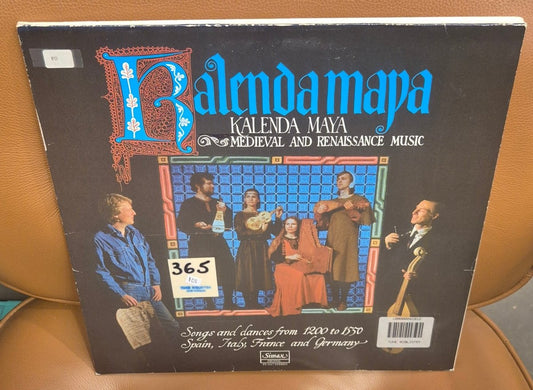 Kalenda maya
KALENDA MAYA
MEDIEVAL AND RENAISSANCE MUSIC
365
Songs and dances from 1200 to 1550
Spain, Italy, France and Germany
SIMAX